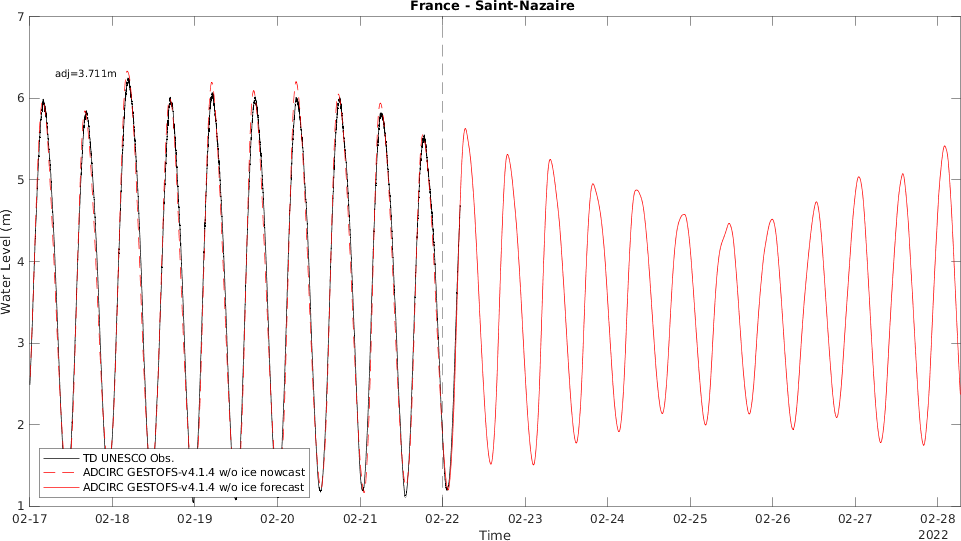 France - Saint-Nazaire
7
adj=3.711m
6
5
4
3
2
1
Water Level (m)
TD UNESCO Obs.
ADCIRC GESTOFS-v4.1.4 w/o ice nowcast
ADCIRC GESTOFS-v4.1.4 w/o ice forecast
02-17 02-18 02-19 02-20 02-21 02-22 02-23 02-24 02-25 02-26 02-27 02-28
2022
Time